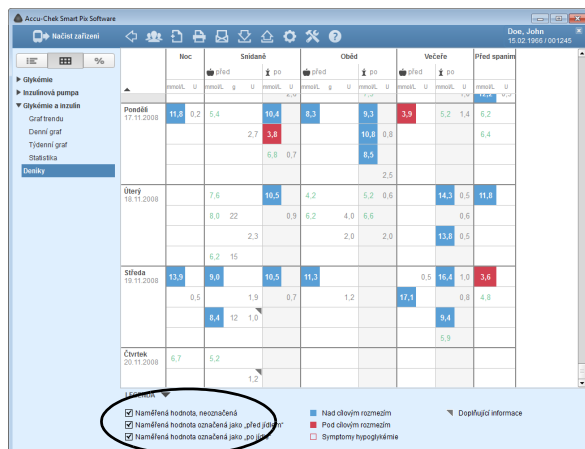 Accu-Chek Smart Pix Software
Načíst zařízení
Doe, John
15.02.1966 / 001245
%
Glykémie
Inzulinová pumpa
Glykémie a inzulin
Graf trendu
Denní graf
Týdenní graf
Statistika
Deníky
Noc Snídaně Oběd Večeře Před spaním
před po před po před po
mmol/L U mmol/L g U mmol/L U mmol/L g U mmol/L U mmol/L U mmol/L U mmol/L U
Pondělí
17.11.2008
11,8 0,2 5,4 10,4 8,3 9,3 3,9 5,2 1,4 6,2
2,7 3,8 10,8 0,8 6,4
6,8 0,7 8,5
2,5
Úterý
18.11.2008
7,6 10,5 4,2 5,2 0,6 14,3 0,5 11,8
8,0 22 0,9 6,2 4,0 6,6 0,6
2,3 2,0 2,0 13,8 0,5
6,2 15
Středa
19.11.2008
13,9 9,0 10,5 11,3 0,5 16,4 1,0 3,6
0,5 1,9 0,7 1,2 17,1 0,8 4,8
8,4 12 1,0 9,4
5,9
Čtvrtek
20.11.2008
6,7 5,2
1,2
LEGENDA
Naměřená hodnota, neoznačená Nad cílovým rozmezím Doplňující informace
Naměřená hodnota označená jako „před jídlem“ Pod cílovým rozmezím
Naměřená hodnota označená jako „po jídle“ Symptomy hypoglykémie